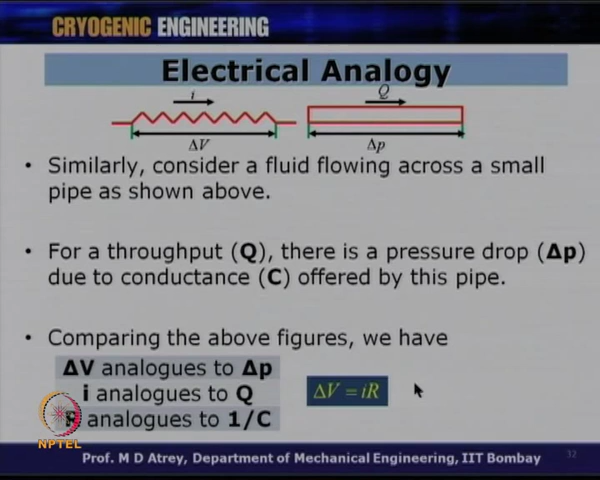 CRYOGENIC ENGINEERING
Electrical Analogy
i
Q
ΔV
Δp
• Similarly, consider a fluid flowing across a small
pipe as shown above.
• For a throughput (Q), there is a pressure drop (Δp)
due to conductance (C) offered by this pipe.
• Comparing the above figures, we have
ΔV analogues to Δp
i analogues to Q
ΔV = iR
R analogues to 1/C
NPTEL
Prof. M D Atrey, Department of Mechanical Engineering, IIT Bombay
32